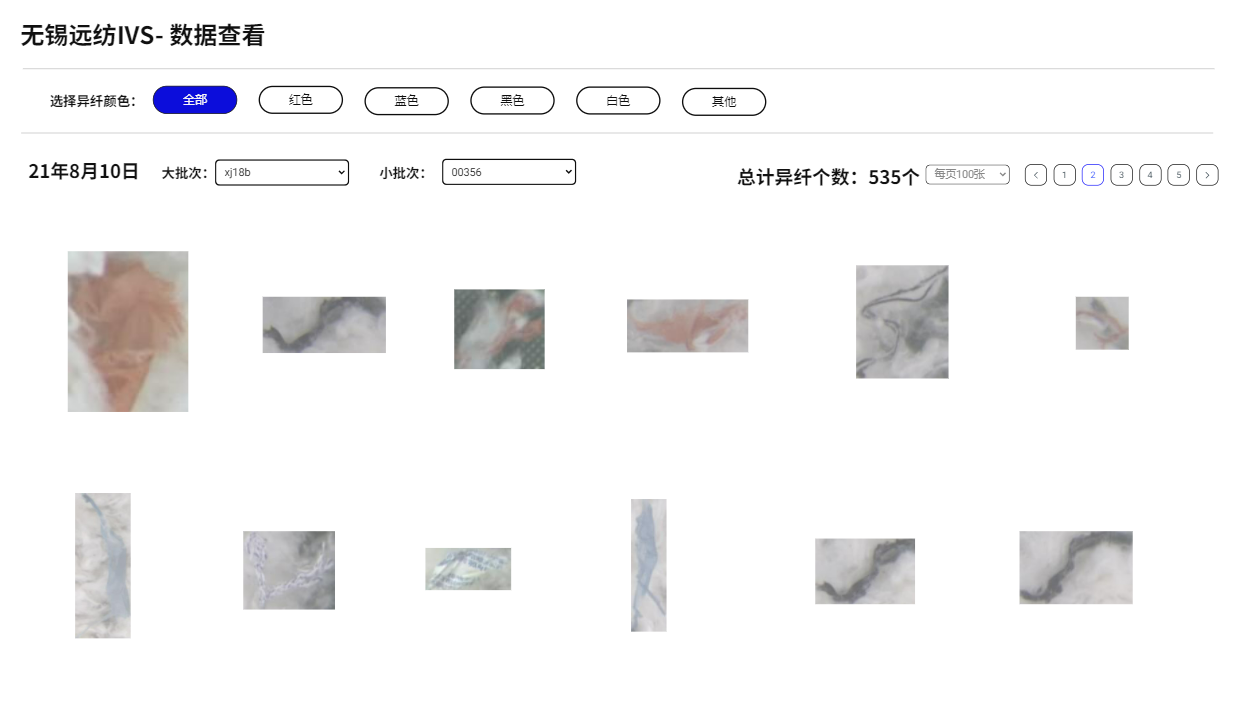 无锡远纺IVS- 数据查看
选择异纤颜色： 全部 红色 蓝色 黑色 白色 其他
21年8月10日 大批次： xj18b 小批次： 00356 总计异纤个数：535个 每页100张 < 1 2 3 4 5 >